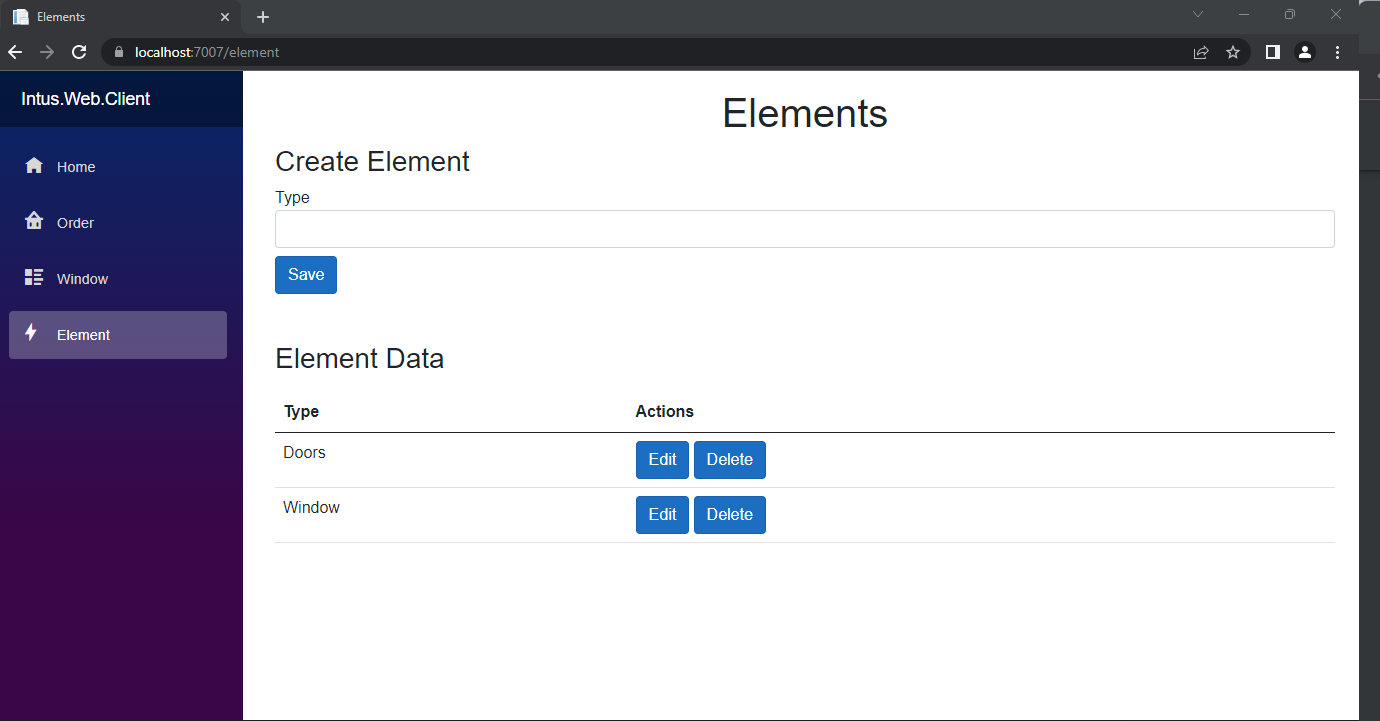 Elements
localhost:7007/element
Intus.Web.Client
Home
Order
Window
Element
Elements
Create Element
Type
Save
Element Data
Type Actions
Doors Edit Delete
Window Edit Delete